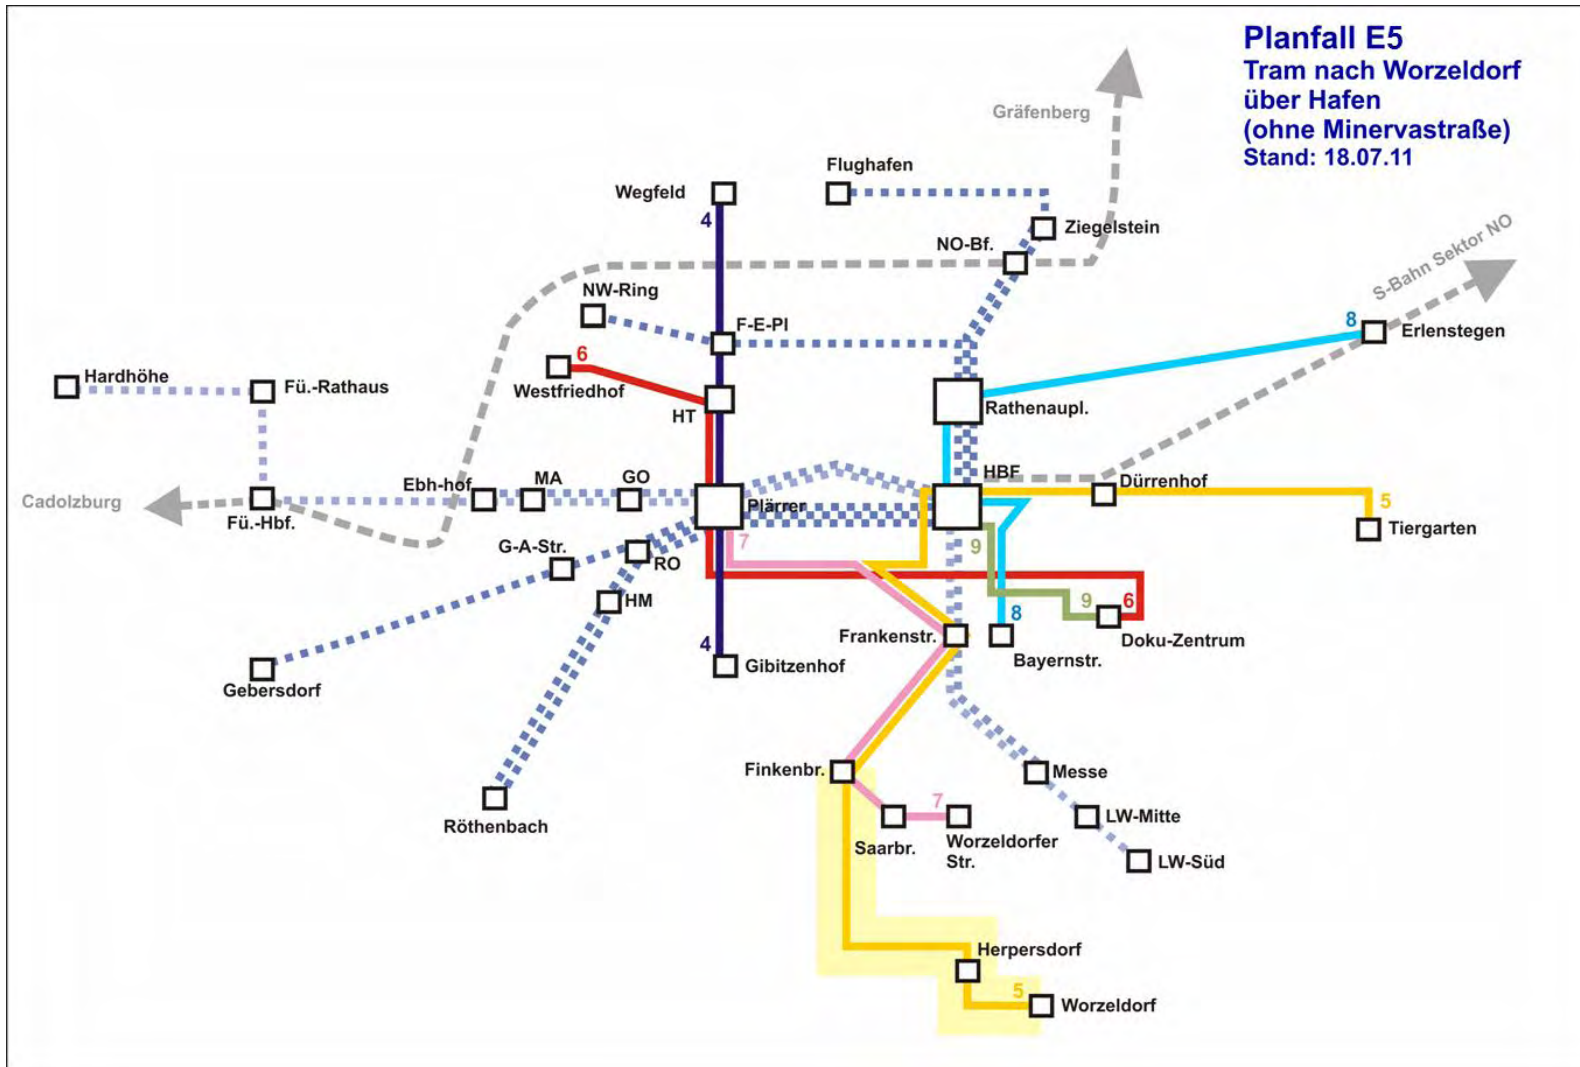 Planfall E5
Tram nach Worzeldorf
über Hafen
(ohne Minervastraße)
Stand: 18.07.11
Gräfenberg
Flughafen
Wegfeld
4
Ziegelstein
NO-Bf.
S-Bahn Sektor NO
NW-Ring
F-E-Pl
8
Erlenstegen
6
Westfriedhof
Hardhöhe
Fü.-Rathaus
HT
Rathenaupl.
HBF
Dürrenhof
Ebh-hof
MA
GO
Cadolzburg
Fü.-Hbf.
Plärrer
5
Tiergarten
G-A-Str.
RO
7
9
HM
9
6
8
Doku-Zentrum
Frankenstr.
Bayernstr.
4
Gibitzenhof
Gebersdorf
Finkenbr.
Messe
7
Röthenbach
Saarbr.
Worzeldorfer
Str.
LW-Mitte
LW-Süd
Herpersdorf
5
Worzeldorf